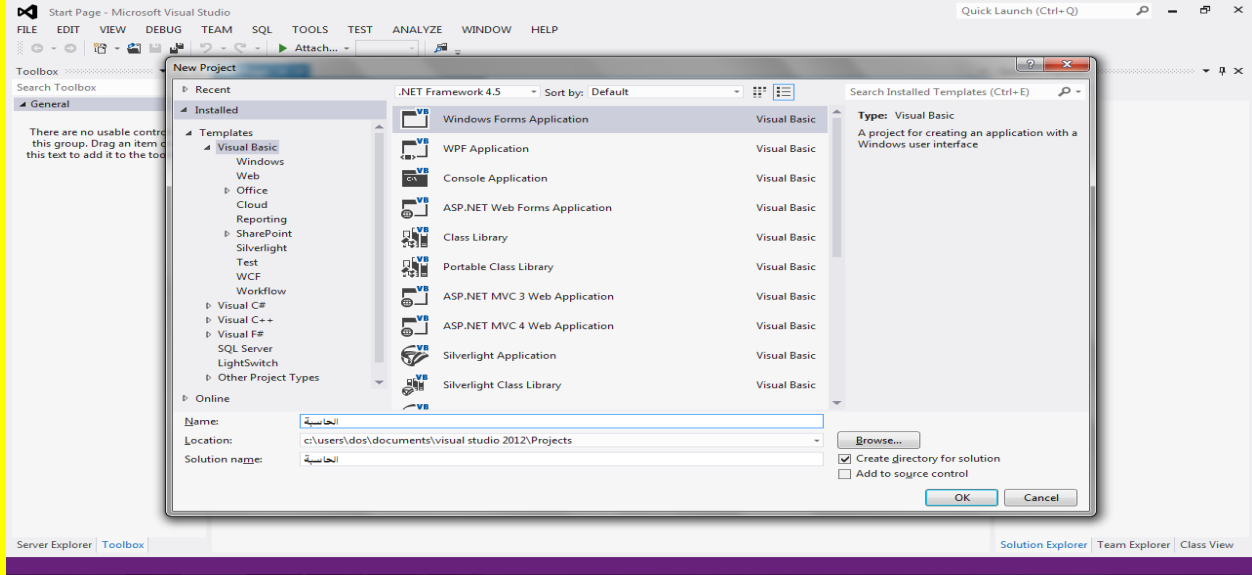 Start Page - Microsoft Visual Studio
Quick Launch (Ctrl+Q)
FILE EDIT VIEW DEBUG TEAM SQL TOOLS TEST ANALYZE WINDOW HELP
Attach...
Toolbox
Search Toolbox
General
There are no usable contro
this group. Drag an item o
this text to add it to the too
New Project
Recent
.NET Framework 4.5
Sort by: Default
Search Installed Templates (Ctrl+E)
Installed
Templates
Visual Basic
Windows
Web
Office
Cloud
Reporting
SharePoint
Silverlight
Test
WCF
Workflow
Visual C#
Visual C++
Visual F#
SQL Server
LightSwitch
Other Project Types
Online
Windows Forms Application Visual Basic
WPF Application Visual Basic
Console Application Visual Basic
ASP.NET Web Forms Application Visual Basic
Class Library Visual Basic
Portable Class Library Visual Basic
ASP.NET MVC 3 Web Application Visual Basic
ASP.NET MVC 4 Web Application Visual Basic
Silverlight Application Visual Basic
Silverlight Class Library Visual Basic
Type: Visual Basic
A project for creating an application with a
Windows user interface
Name: الحاسبة
Location: c:\users\dos\documents\visual studio 2012\Projects
Browse...
Solution name: الحاسبة
Create directory for solution
Add to source control
OK Cancel
Server Explorer Toolbox
Solution Explorer Team Explorer Class View